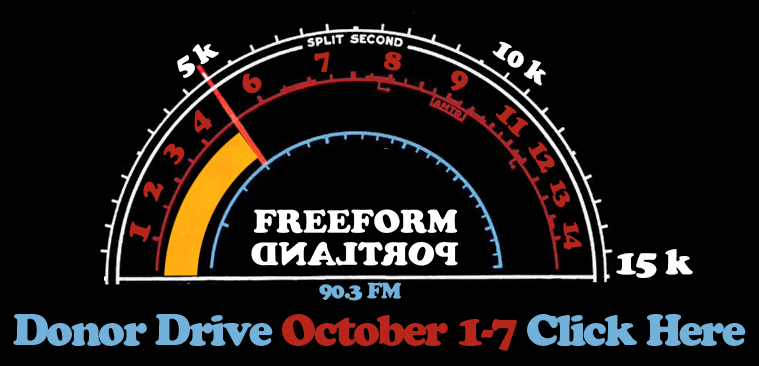 5 k
10 k
SPLIT SECOND
1 2 3 4 6 7 8 9 11 12 13 14
AMTR
FREEFORM
PORTLAND
15 k
90.3 FM
Donor Drive October 1-7 Click Here